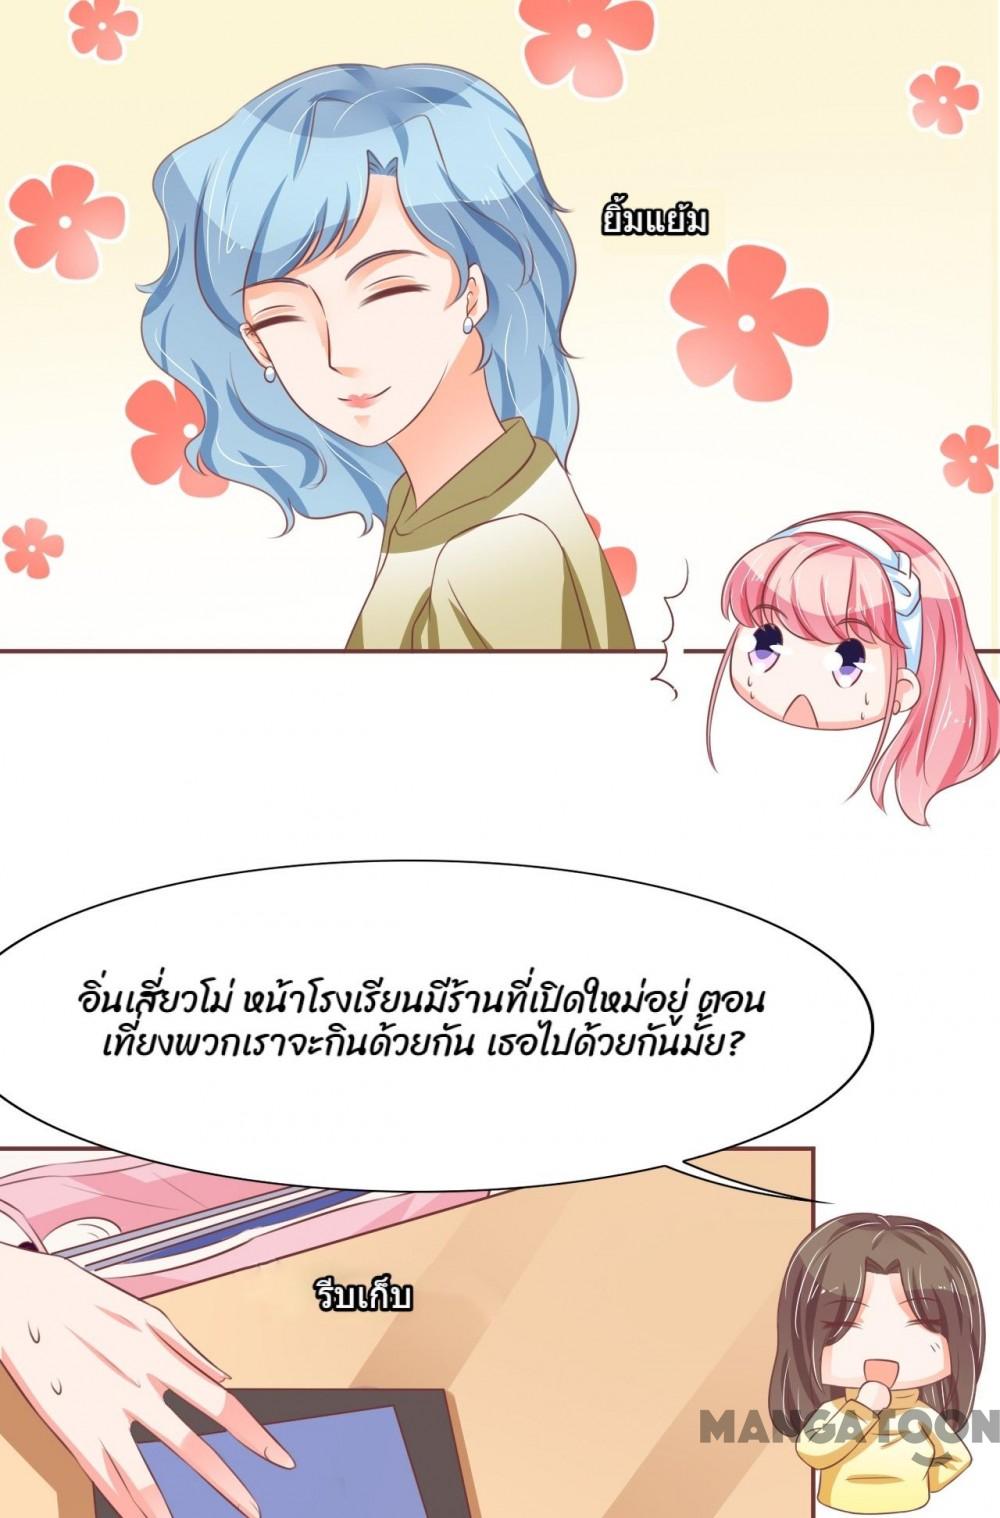 ยิ้มแย้ม
อิ่นเสี่ยวโม่ หน้าโรงเรียนมีร้านที่เปิดใหม่อยู่ ตอน
เที่ยงพวกเราจะกินด้วยกัน เธอไปด้วยกันมั้ย?
รีบเก็บ
MANGATOON